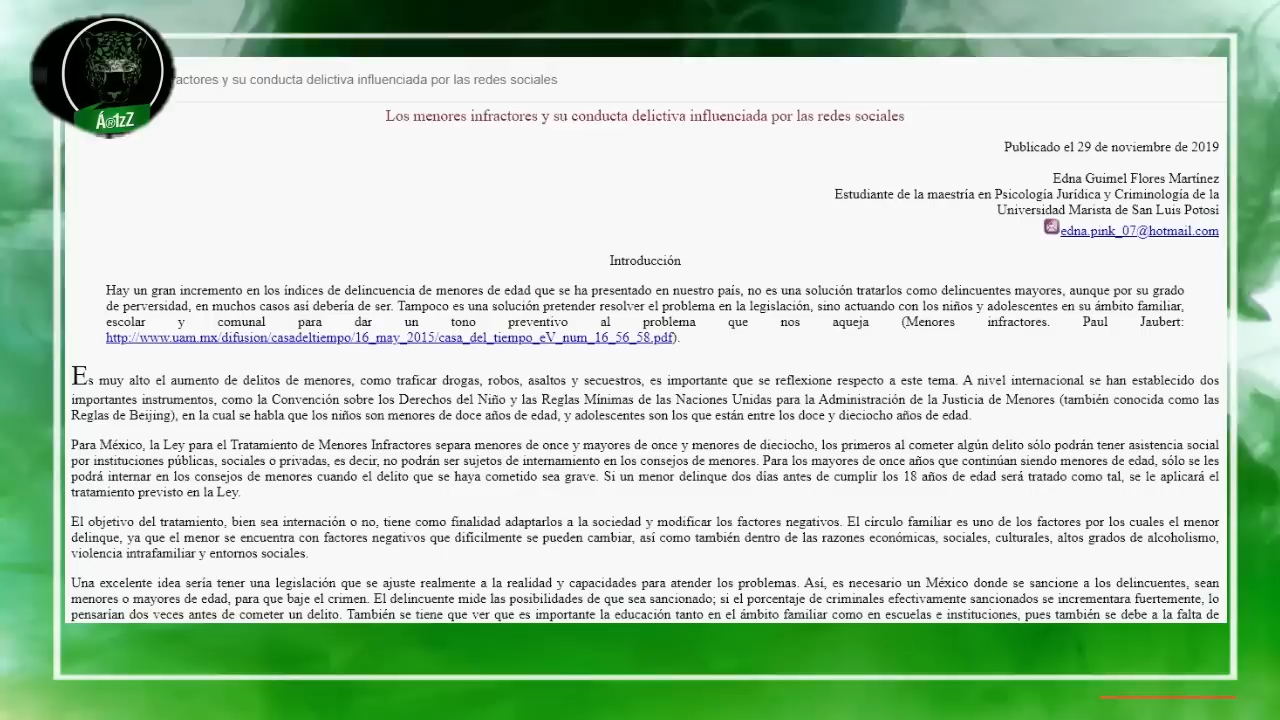 Á®1zZ
actores y su conducta delictiva influenciada por las redes sociales
Los menores infractores y su conducta delictiva influenciada por las redes sociales
Publicado el 29 de noviembre de 2019
Edna Guimel Flores Martínez
Estudiante de la maestría en Psicología Jurídica y Criminología de la
Universidad Marista de San Luis Potosí
edna.pink_07@hotmail.com
Introducción
Hay un gran incremento en los índices de delincuencia de menores de edad que se ha presentado en nuestro país, no es una solución tratarlos como delincuentes mayores, aunque por su grado
de perversidad, en muchos casos así debería de ser. Tampoco es una solución pretender resolver el problema en la legislación, sino actuando con los niños y adolescentes en su ámbito familiar,
escolar y comunal para dar un tono preventivo al problema que nos aqueja (Menores infractores. Paul Jaubert:
http://www.uam.mx/difusion/casadeltiempo/16_may_2015/casa_del_tiempo_eV_num_16_56_58.pdf).
Es muy alto el aumento de delitos de menores, como traficar drogas, robos, asaltos y secuestros, es importante que se reflexione respecto a este tema. A nivel internacional se han establecido dos
importantes instrumentos, como la Convención sobre los Derechos del Niño y las Reglas Mínimas de las Naciones Unidas para la Administración de la Justicia de Menores (también conocida como las
Reglas de Beijing), en la cual se habla que los niños son menores de doce años de edad, y adolescentes son los que están entre los doce y dieciocho años de edad.
Para México, la Ley para el Tratamiento de Menores Infractores separa menores de once y mayores de once y menores de dieciocho, los primeros al cometer algún delito sólo podrán tener asistencia social
por instituciones públicas, sociales o privadas, es decir, no podrán ser sujetos de internamiento en los consejos de menores. Para los mayores de once años que continúan siendo menores de edad, sólo se les
podrá internar en los consejos de menores cuando el delito que se haya cometido sea grave. Si un menor delinque dos días antes de cumplir los 18 años de edad será tratado como tal, se le aplicará el
tratamiento previsto en la Ley.
El objetivo del tratamiento, bien sea internación o no, tiene como finalidad adaptarlos a la sociedad y modificar los factores negativos. El círculo familiar es uno de los factores por los cuales el menor
delinque, ya que el menor se encuentra con factores negativos que difícilmente se pueden cambiar, así como también dentro de las razones económicas, sociales, culturales, altos grados de alcoholismo,
violencia intrafamiliar y entornos sociales.
Una excelente idea sería tener una legislación que se ajuste realmente a la realidad y capacidades para atender los problemas. Así, es necesario un México donde se sancione a los delincuentes, sean
menores o mayores de edad, para que baje el crimen. El delincuente mide las posibilidades de que sea sancionado; si el porcentaje de criminales efectivamente sancionados se incrementara fuertemente, lo
pensarían dos veces antes de cometer un delito. También se tiene que ver que es importante la educación tanto en el ámbito familiar como en escuelas e instituciones, pues también se debe a la falta de